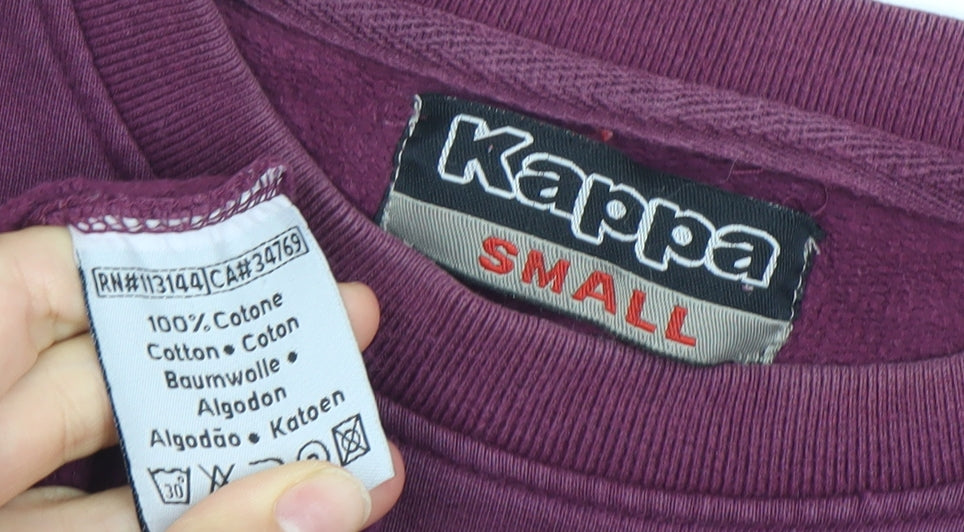 Kappa
SMALL
RN#113144 CA#34769
100% Cotone
Cotton • Coton
Baumwolle •
Algodon
Algodão • Katoen
30°